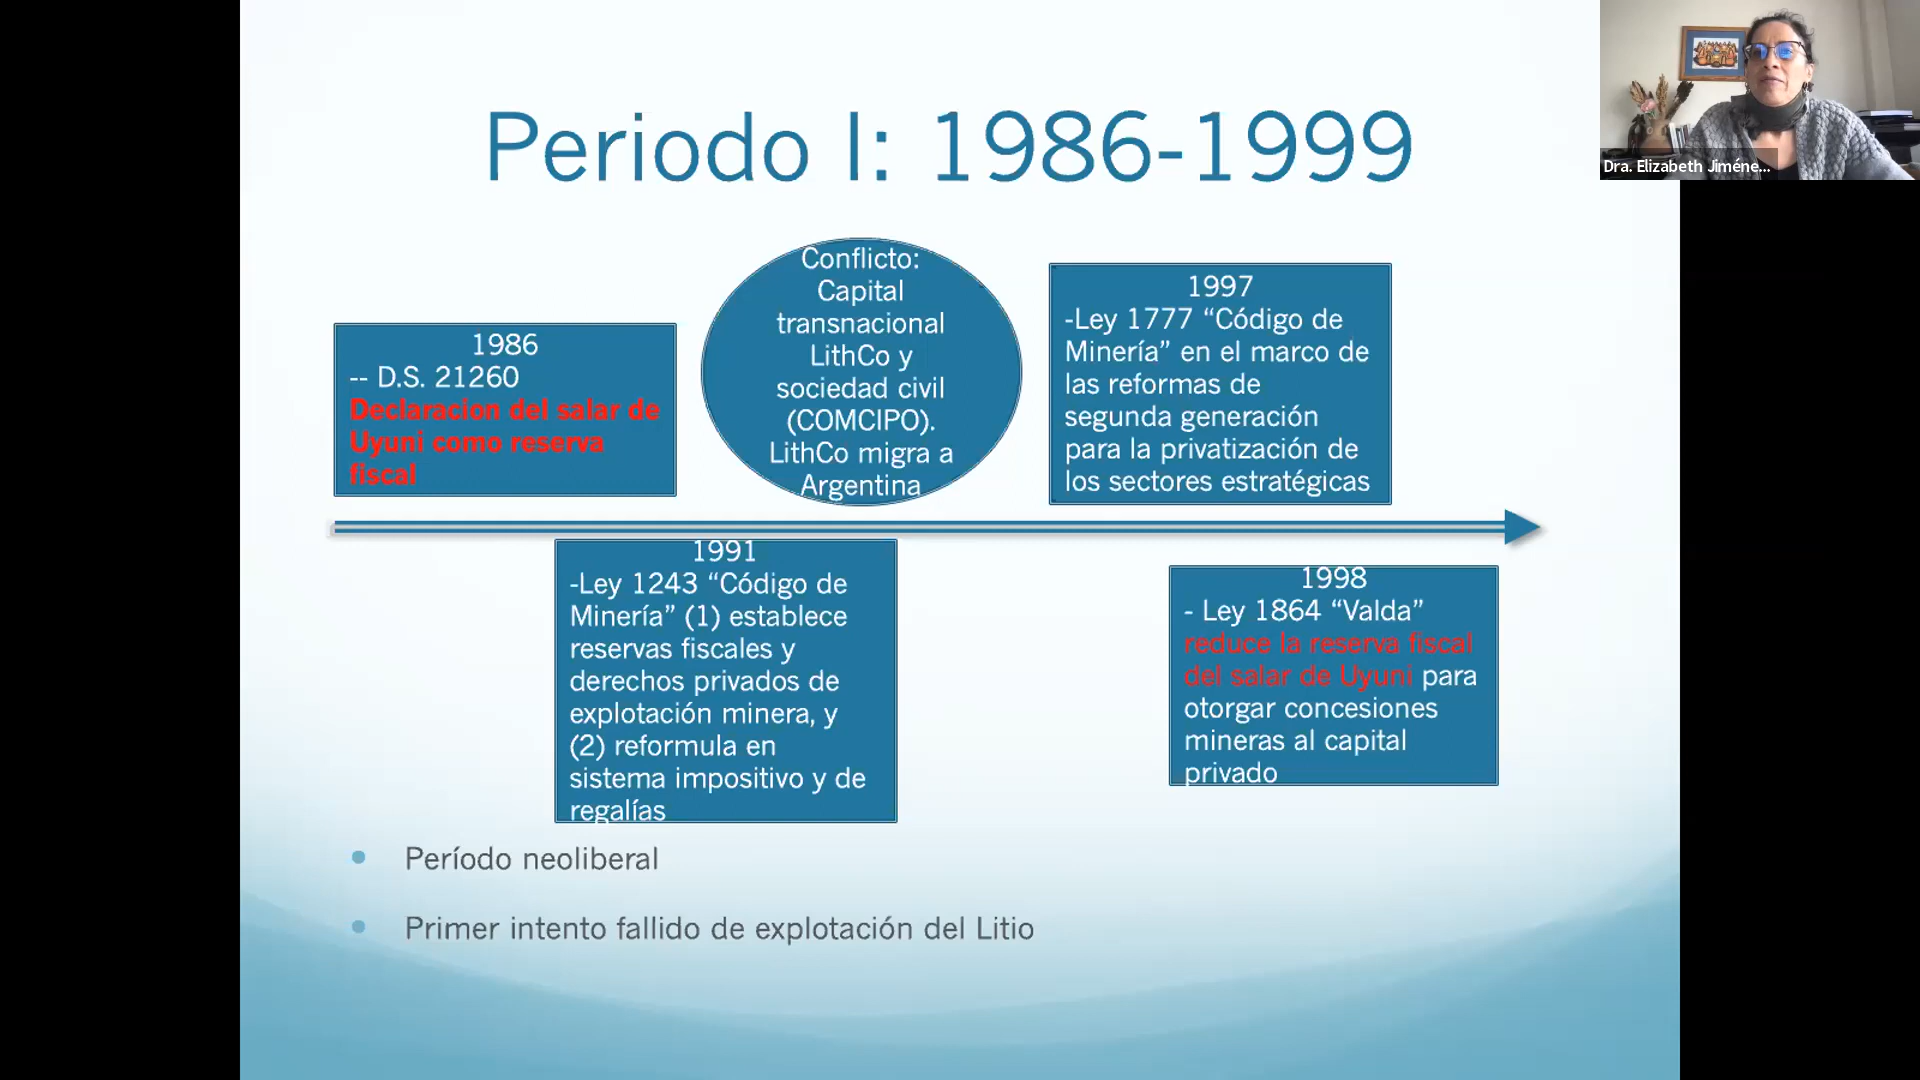 Periodo I: 1986-1999
1986
-- D.S. 21260
Declaracion del salar de
Uyuni como reserva
fiscal
Conflicto:
Capital
transnacional
LithCo y
sociedad civil
(COMCIPO).
LithCo migra a
Argentina
1997
-Ley 1777 “Código de
Minería” en el marco de
las reformas de
segunda generación
para la privatización de
los sectores estratégicas
1991
-Ley 1243 “Código de
Minería” (1) establece
reservas fiscales y
derechos privados de
explotación minera, y
(2) reformula en
sistema impositivo y de
regalías
1998
- Ley 1864 “Valda”
reduce la reserva fiscal
del salar de Uyuni para
otorgar concesiones
mineras al capital
privado
Período neoliberal
Primer intento fallido de explotación del Litio
Dra. Elizabeth Jiméne...